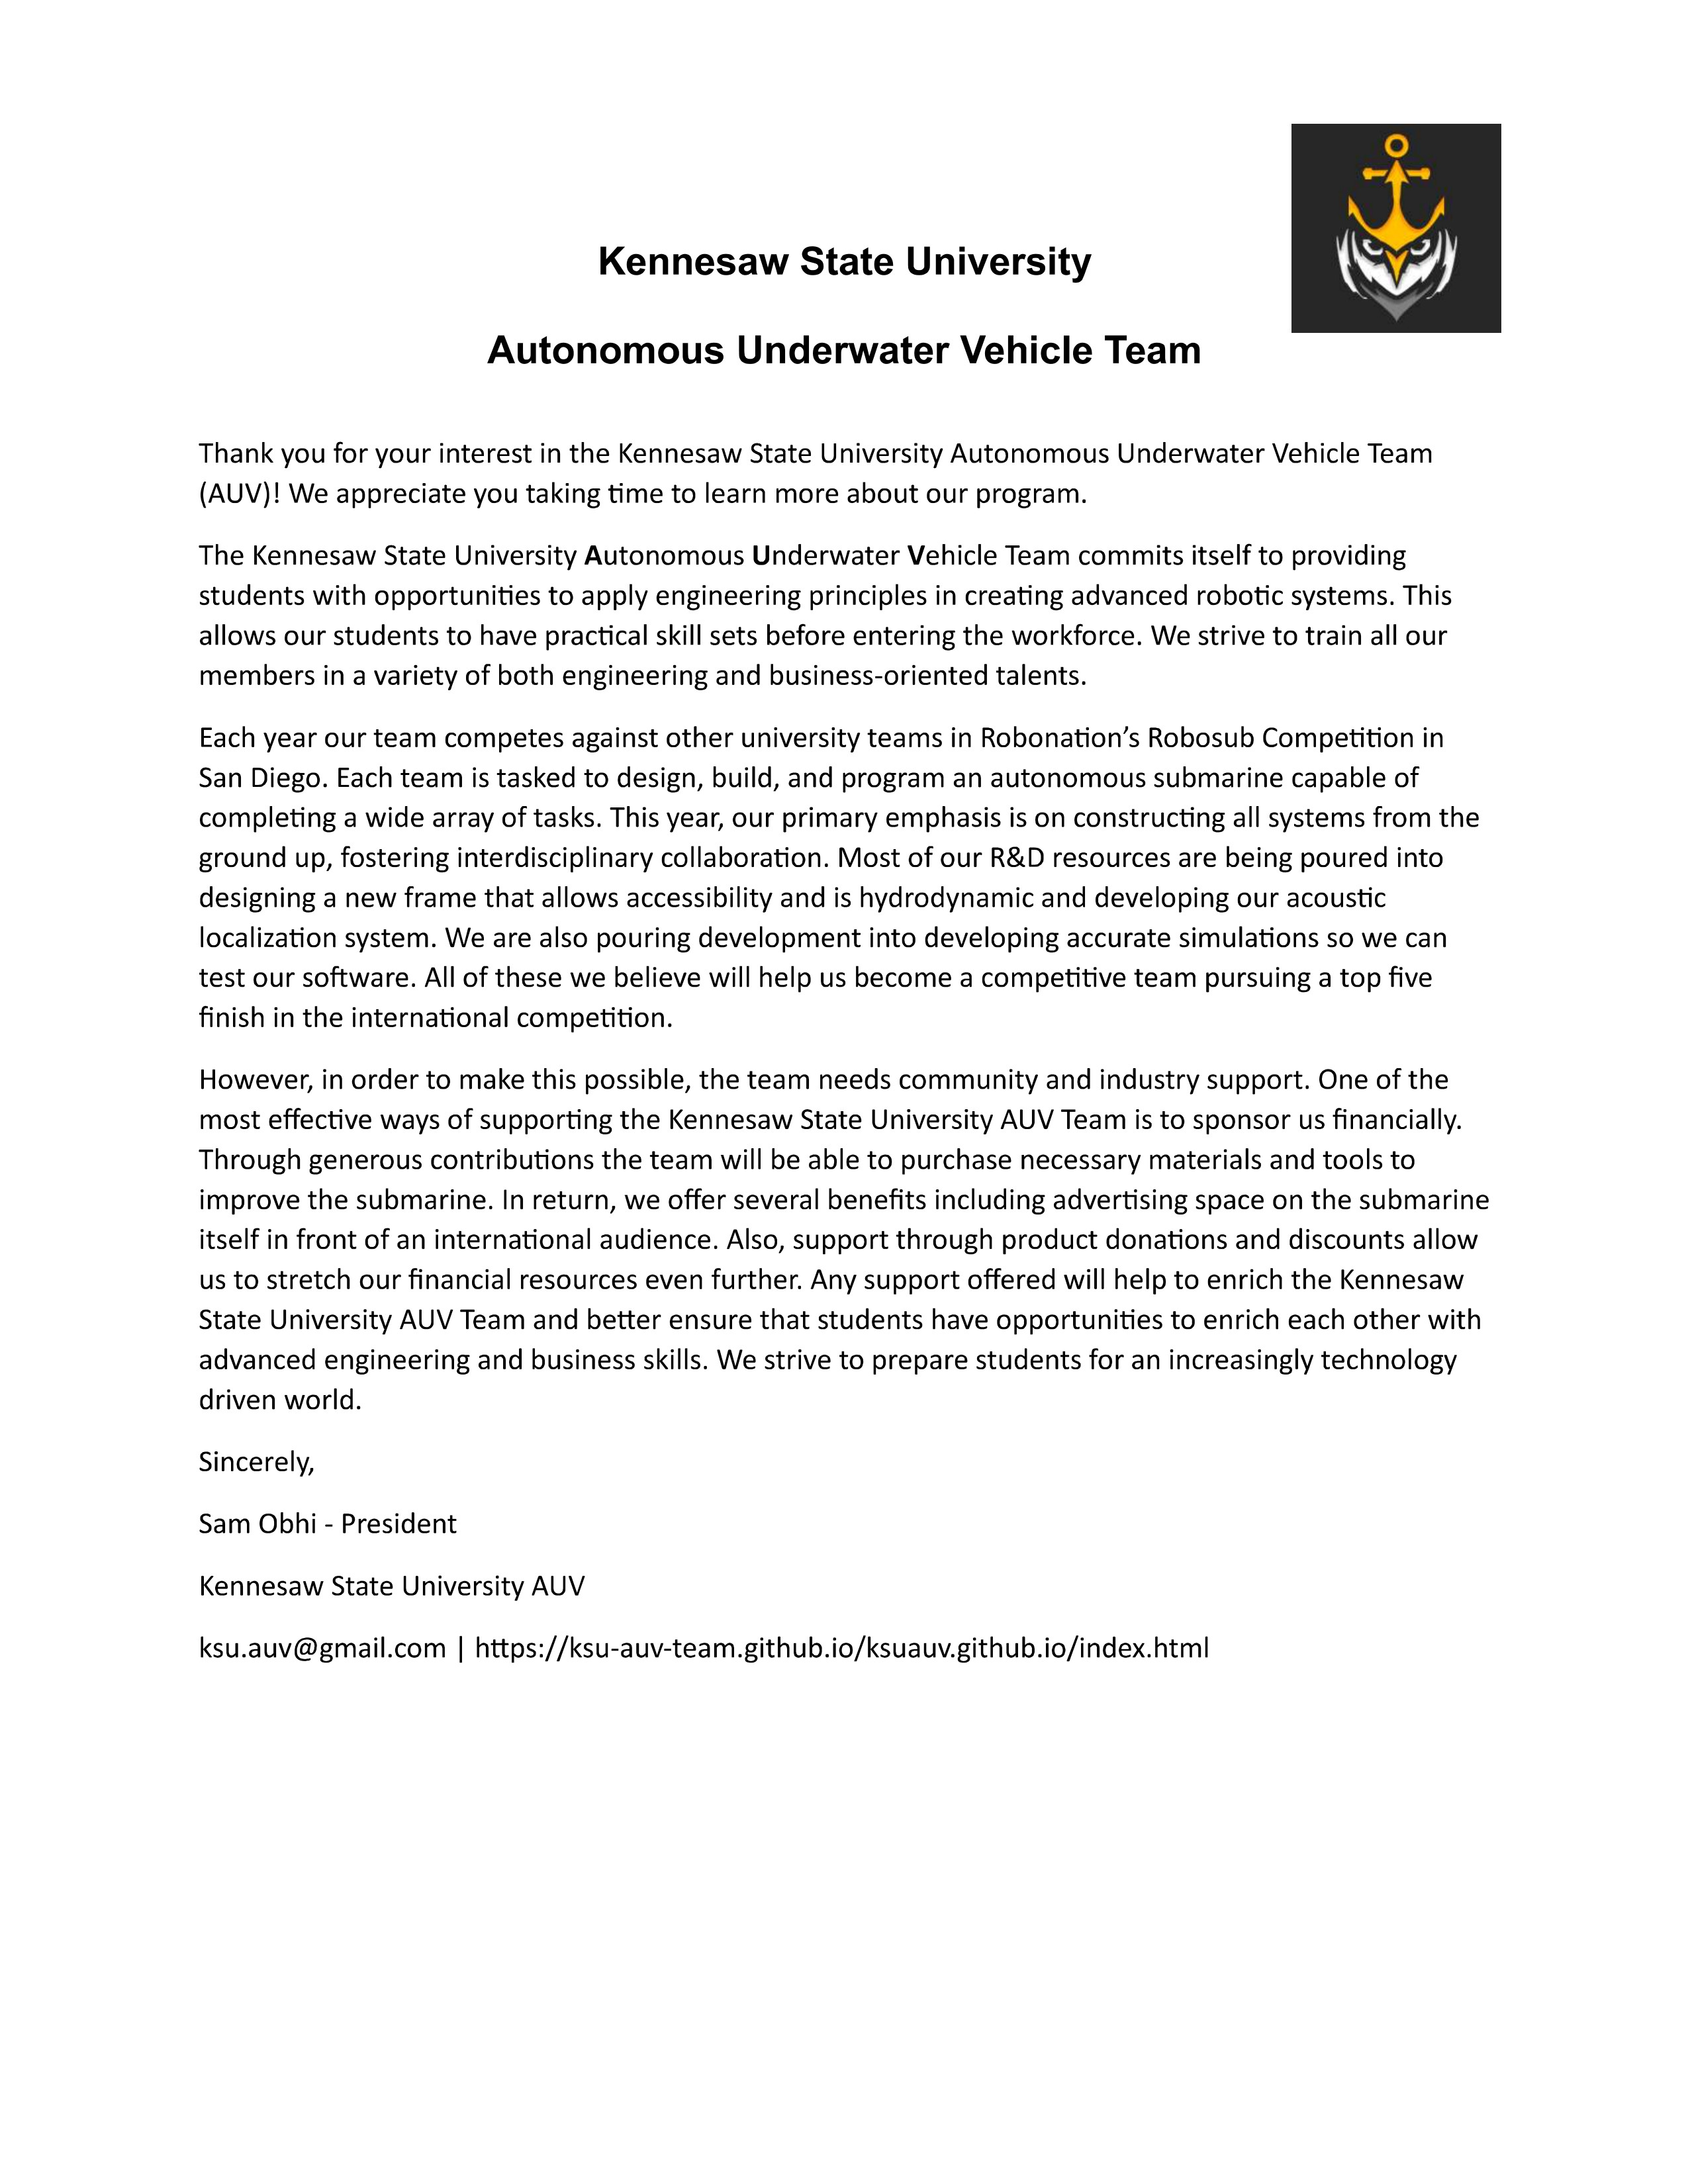 Kennesaw State University
Autonomous Underwater Vehicle Team
Thank you for your interest in the Kennesaw State University Autonomous Underwater Vehicle Team
(AUV)! We appreciate you taking time to learn more about our program.
The Kennesaw State University Autonomous Underwater Vehicle Team commits itself to providing
students with opportunities to apply engineering principles in creating advanced robotic systems. This
allows our students to have practical skill sets before entering the workforce. We strive to train all our
members in a variety of both engineering and business-oriented talents.
Each year our team competes against other university teams in Robonation’s Robosub Competition in
San Diego. Each team is tasked to design, build, and program an autonomous submarine capable of
completing a wide array of tasks. This year, our primary emphasis is on constructing all systems from the
ground up, fostering interdisciplinary collaboration. Most of our R&D resources are being poured into
designing a new frame that allows accessibility and is hydrodynamic and developing our acoustic
localization system. We are also pouring development into developing accurate simulations so we can
test our software. All of these we believe will help us become a competitive team pursuing a top five
finish in the international competition.
However, in order to make this possible, the team needs community and industry support. One of the
most effective ways of supporting the Kennesaw State University AUV Team is to sponsor us financially.
Through generous contributions the team will be able to purchase necessary materials and tools to
improve the submarine. In return, we offer several benefits including advertising space on the submarine
itself in front of an international audience. Also, support through product donations and discounts allow
us to stretch our financial resources even further. Any support offered will help to enrich the Kennesaw
State University AUV Team and better ensure that students have opportunities to enrich each other with
advanced engineering and business skills. We strive to prepare students for an increasingly technology
driven world.
Sincerely,
Sam Obhi - President
Kennesaw State University AUV
ksu.auv@gmail.com | https://ksu-auv-team.github.io/ksuauv.github.io/index.html